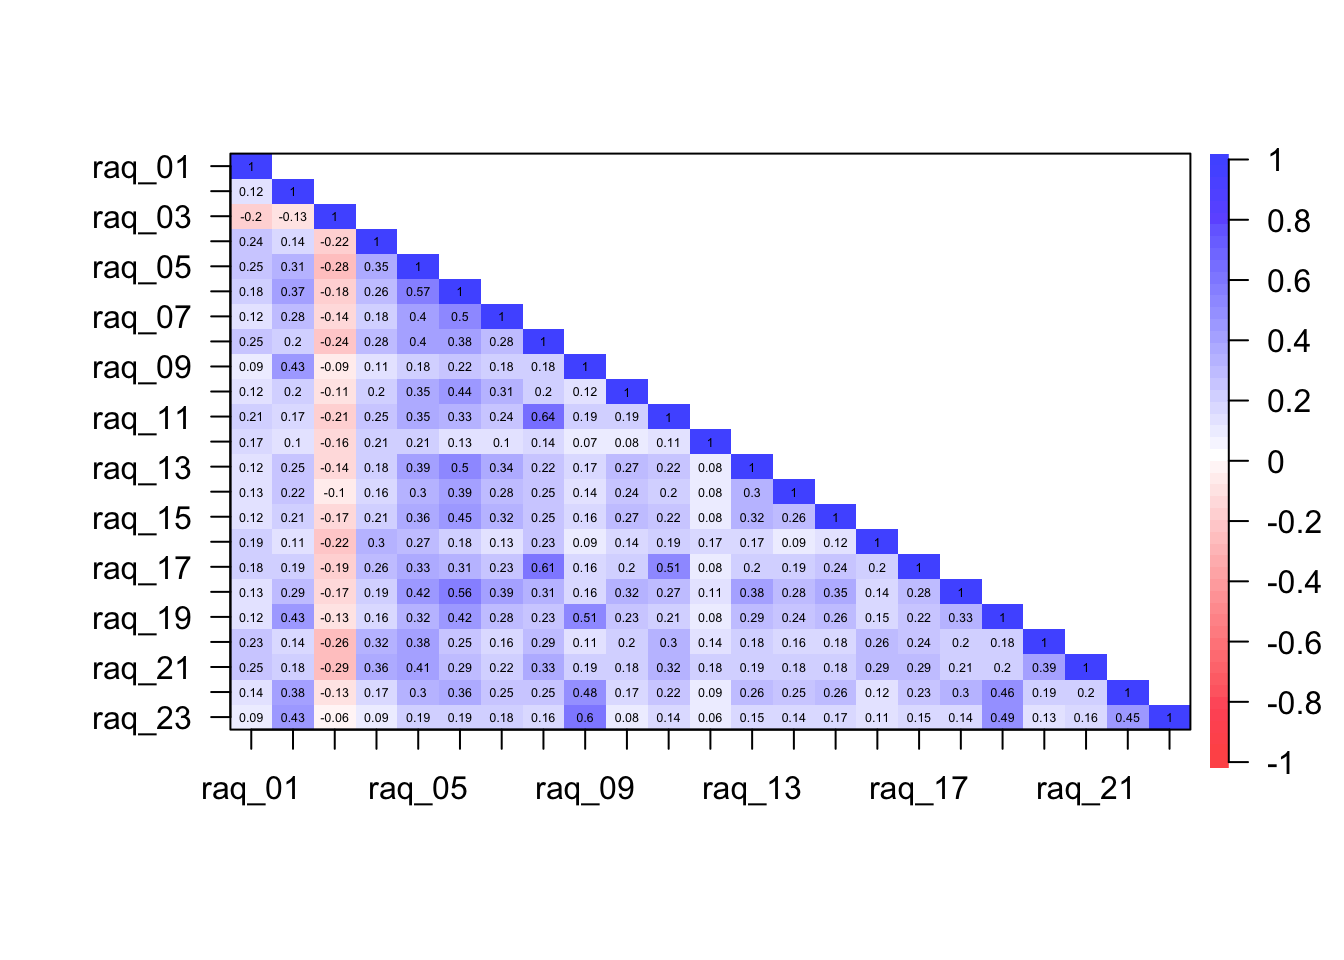 raq_01 1 1
0.12 1
raq_03 -0.2 -0.13 1 0.8
0.24 0.14 -0.22 1
raq_05 0.25 0.31 -0.28 0.35 1
0.18 0.37 -0.18 0.26 0.57 1 0.6
raq_07 0.12 0.28 -0.14 0.18 0.4 0.5 1
0.25 0.2 -0.24 0.28 0.4 0.38 0.28 1 0.4
raq_09 0.09 0.43 -0.09 0.11 0.18 0.22 0.18 0.18 1
0.12 0.2 -0.11 0.2 0.35 0.44 0.31 0.2 0.12 1 0.2
raq_11 0.21 0.17 -0.21 0.25 0.35 0.33 0.24 0.64 0.19 0.19 1
0.17 0.1 -0.16 0.21 0.21 0.13 0.1 0.14 0.07 0.08 0.11 1
raq_13 0.12 0.25 -0.14 0.18 0.39 0.5 0.34 0.22 0.17 0.27 0.22 0.08 1 0
0.13 0.22 -0.1 0.16 0.3 0.39 0.28 0.25 0.14 0.24 0.2 0.08 0.3 1
raq_15 0.12 0.21 -0.17 0.21 0.36 0.45 0.32 0.25 0.16 0.27 0.22 0.08 0.32 0.26 1 -0.2
0.19 0.11 -0.22 0.3 0.27 0.18 0.13 0.23 0.09 0.14 0.19 0.17 0.17 0.09 0.12 1
raq_17 0.18 0.19 -0.19 0.26 0.33 0.31 0.23 0.61 0.16 0.2 0.51 0.08 0.2 0.19 0.24 0.2 1 -0.4
0.13 0.29 -0.17 0.19 0.42 0.56 0.39 0.31 0.16 0.32 0.27 0.11 0.38 0.28 0.35 0.14 0.28 1
raq_19 0.12 0.43 -0.13 0.16 0.32 0.42 0.28 0.23 0.51 0.23 0.21 0.08 0.29 0.24 0.26 0.15 0.22 0.33 1
0.23 0.14 -0.26 0.32 0.38 0.25 0.16 0.29 0.11 0.2 0.3 0.14 0.18 0.16 0.18 0.26 0.24 0.2 0.18 1 -0.6
raq_21 0.25 0.18 -0.29 0.36 0.41 0.29 0.22 0.33 0.19 0.18 0.32 0.18 0.19 0.18 0.18 0.29 0.29 0.21 0.2 0.39 1
0.14 0.38 -0.13 0.17 0.3 0.36 0.25 0.25 0.48 0.17 0.22 0.09 0.26 0.25 0.26 0.12 0.23 0.3 0.46 0.19 0.2 1 -0.8
raq_23 0.09 0.43 -0.06 0.09 0.19 0.19 0.18 0.16 0.6 0.08 0.14 0.06 0.15 0.14 0.17 0.11 0.15 0.14 0.49 0.13 0.16 0.45 1
-1
raq_01 raq_05 raq_09 raq_13 raq_17 raq_21